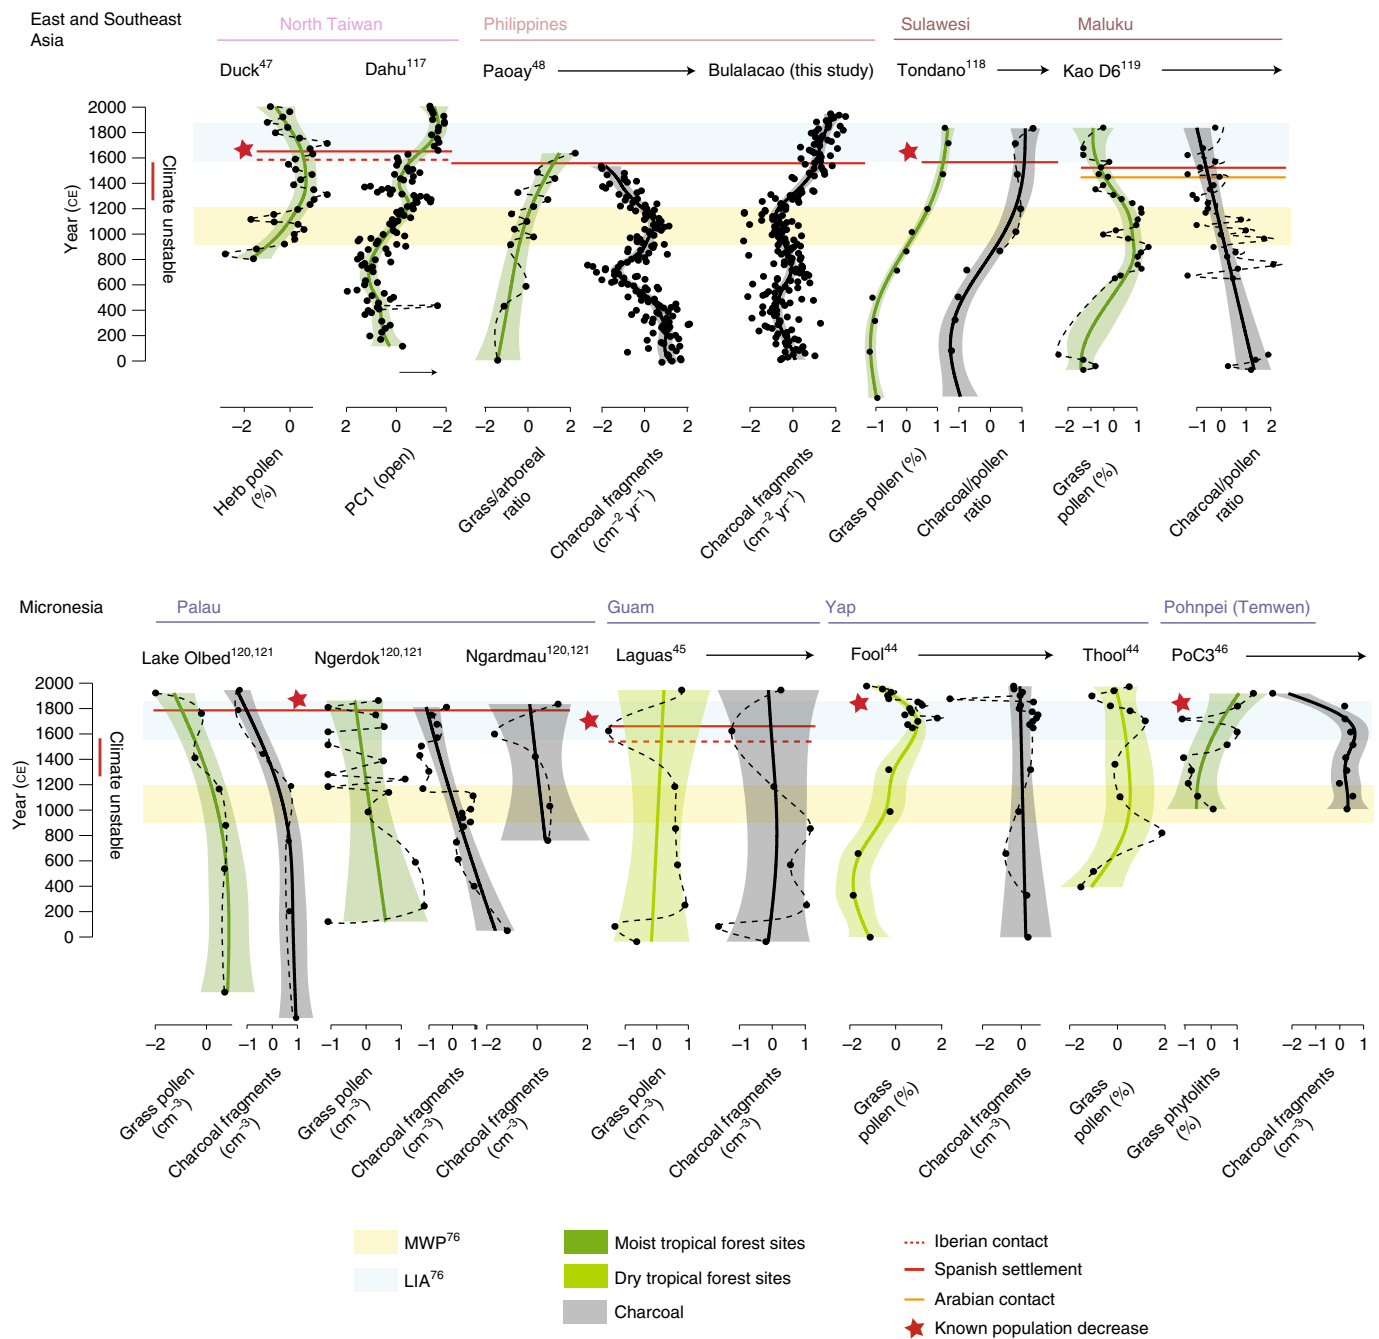 East and Southeast
Asia
North Taiwan
Philippines
Sulawesi
Maluku
Duck47
Dahu117
Paoay48
Bulalacao (this study)
Tondano118
Kao D6119
2000
1800
1600
1400
1200
1000
800
600
400
200
0
Year (CE)
Climate unstable
−2 0
2 0 −2
−2 0 2
−2 0 2
−2 0 2
−1 0 1
−1 0 1
−2 −1 0 1
−1 0 1 2
Herb pollen
(%)
PC1 (open)
Grass/arboreal
ratio
Charcoal fragments
(cm−2 yr−1)
Charcoal fragments
(cm−2 yr−1)
Grass pollen (%)
Charcoal/pollen
ratio
Grass
pollen (%)
Charcoal/pollen
ratio
Micronesia
Palau
Guam
Yap
Pohnpei (Temwen)
Lake Olbed120,121
Ngerdok120,121
Ngardmau120,121
Laguas45
Fool44
Thool44
PoC346
2000
1800
1600
1400
1200
1000
800
600
400
200
0
Year (CE)
Climate unstable
−2 0
−1 0 1
−1 0 1
−1 0 1
−2 0 2
−1 0 1
−1 0 1
−2 0 2
−2 0
−2 0 2
−1 0 1
−2 −1 0 1
Grass pollen
(cm−3)
Charcoal fragments
(cm−3)
Grass pollen
(cm−3)
Charcoal fragments
(cm−3)
Charcoal fragments
(cm−3)
Grass pollen
(cm−3)
Charcoal fragments
(cm−3)
Grass
pollen (%)
Charcoal fragments
(cm−3)
Grass
pollen (%)
Grass phytoliths
(%)
Charcoal fragments
(cm−3)
MWP76
LIA76
Moist tropical forest sites
Dry tropical forest sites
Charcoal
Iberian contact
Spanish settlement
Arabian contact
Known population decrease